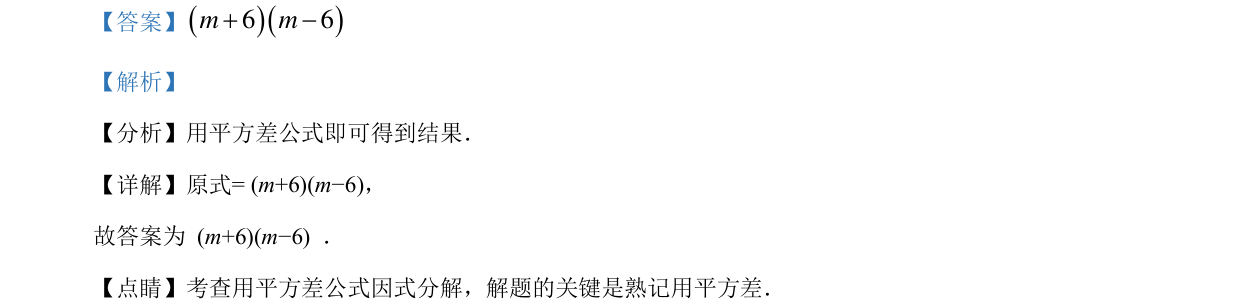 【答案】(m+6)(m−6)
【解析】
【分析】用平方差公式即可得到结果．
【详解】原式= (m+6)(m−6)，
故答案为 (m+6)(m−6) ．
【点睛】考查用平方差公式因式分解，解题的关键是熟记用平方差．